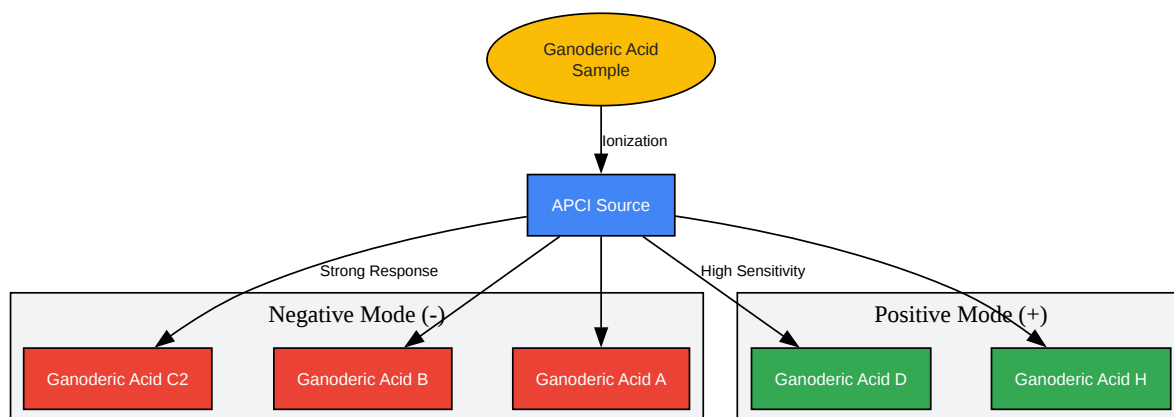 Ganoderic Acid
Sample
Ionization
APCI Source
Strong Response
High Sensitivity
Negative Mode (-)
Positive Mode (+)
Ganoderic Acid C2
Ganoderic Acid B
Ganoderic Acid A
Ganoderic Acid D
Ganoderic Acid H